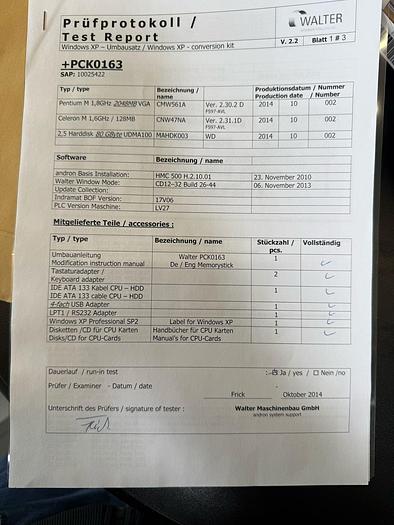 Prüfprotokoll /
Test Report
Windows XP – Umbausatz / Windows XP - conversion kit
WALTER
V. 2.2 Blatt 1 # 3
+PCK0163
SAP: 10025422
Typ / type Bezeichnung / name Produktionsdatum / Production date / Nummer / Number
Pentium M 1,8GHz 2048MB VGA CMW561A Ver. 2.30.2 D 2014 10 002
F597-AVL
Celeron M 1,6GHz / 128MB CNW47NA Ver. 2.31.1D 2014 10 002
F597-AVL
2,5 Harddisk 80 GByte UDMA100 MAHDK003 WD 2014 10 002
Software Bezeichnung / name
andron Basis Installation: HMC 500 H.2.10.01 23. November 2010
Walter Window Mode: CD12–32 Build 26-44 06. November 2013
Update Collection:
Indramat BOF Version: 17V06
PLC Version Maschine: LV27
Mitgelieferte Teile / accessories :
Typ / type Bezeichnung / name Stückzahl / pcs. Vollständig
Umbauanleitung Walter PCK0163 1
Modification instruction manual De / Eng Memorystick
Tastaturadapter / 2
Keyboard adapter
IDE ATA 133 Kabel CPU – HDD 1
IDE ATA 133 cable CPU – HDD
4-fach USB Adapter 1
LPT1 / RS232 Adapter 1
Windows XP Professional SP2 Label for Windows XP 1
Disketten /CD für CPU Karten Handbücher für CPU Karten 1
Disks/CD for CPU-Cards Manual's for CPU-Cards
Dauerlauf / run-in test : Ja / yes / ☐ Nein /no
Prüfer / Examiner - Datum / date
Frick Oktober 2014
Unterschrift des Prüfers / signature of tester : Walter Maschinenbau GmbH
andron system support